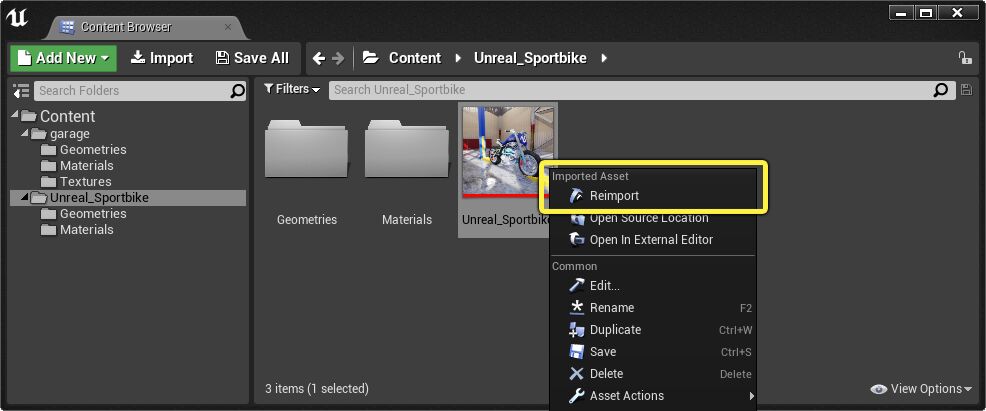 Content Browser
Add New
Import
Save All
Content
Unreal_Sportbike
Search Folders
Filters
Search Unreal_Sportbike
Content
garage
Geometries
Materials
Textures
Unreal_Sportbike
Geometries
Materials
Geometries
Materials
Unreal_Sportbike
Imported Asset
Reimport
Open Source Location
Open In External Editor
Common
Edit...
Rename F2
Duplicate Ctrl+W
Save Ctrl+S
Delete Delete
Asset Actions
3 items (1 selected)
View Options